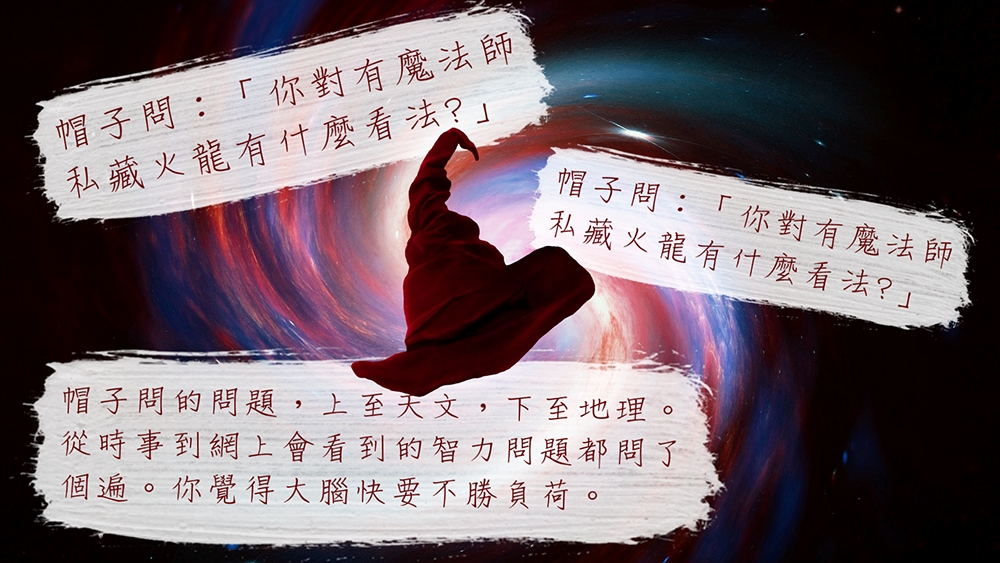 帽子問：「你對有魔法師
私藏火龍有什麼看法?」
帽子問：「你對有魔法師
私藏火龍有什麼看法?」
帽子問的問題，上至天文，下至地理。
從時事到網上會看到的智力問題都問了
個遍。你覺得大腦快要不勝負荷。